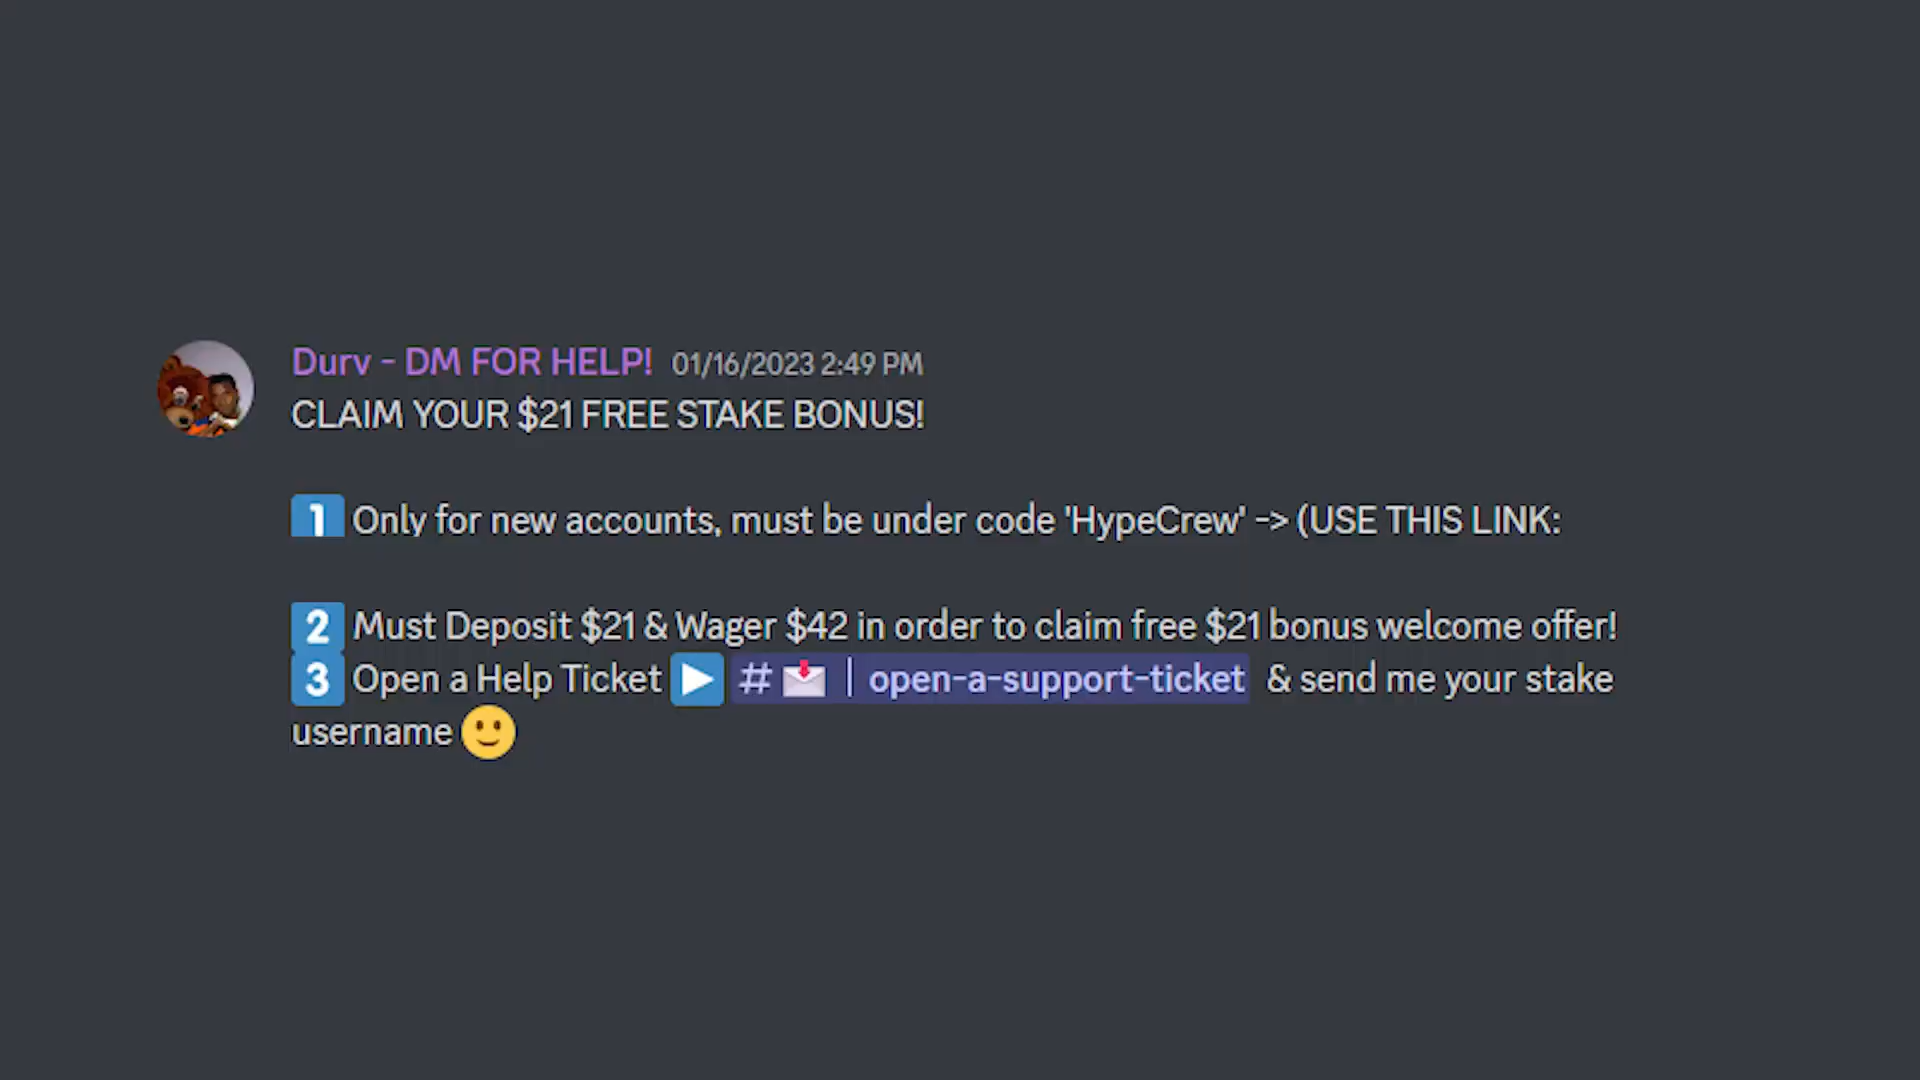 Durv - DM FOR HELP! 01/16/2023 2:49 PM
CLAIM YOUR $21 FREE STAKE BONUS!
1 Only for new accounts, must be under code 'HypeCrew' -> (USE THIS LINK:
2 Must Deposit $21 & Wager $42 in order to claim free $21 bonus welcome offer!
3 Open a Help Ticket ▶ # 📩 | open-a-support-ticket & send me your stake
username 🙂